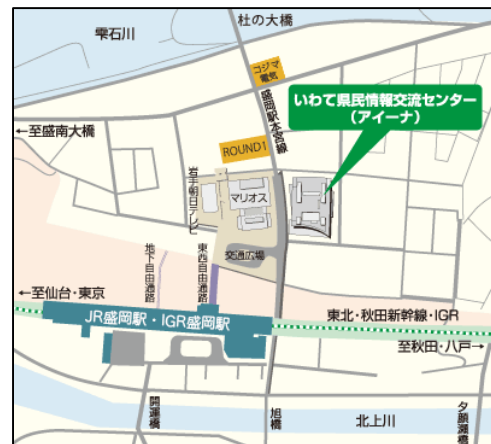 雫石川
杜の大橋
コジマ
電気
盛岡駅本宮線
いわて県民情報交流センター
(アイーナ)
←至盛南大橋
ROUND1
岩手朝日テレビ
マリオス
地下自由通路
東西自由通路
交通広場
←至仙台・東京
JR盛岡駅・IGR盛岡駅
東北・秋田新幹線・IGR
至秋田・八戸→
開運橋
旭橋
北上川
夕顔瀬橋